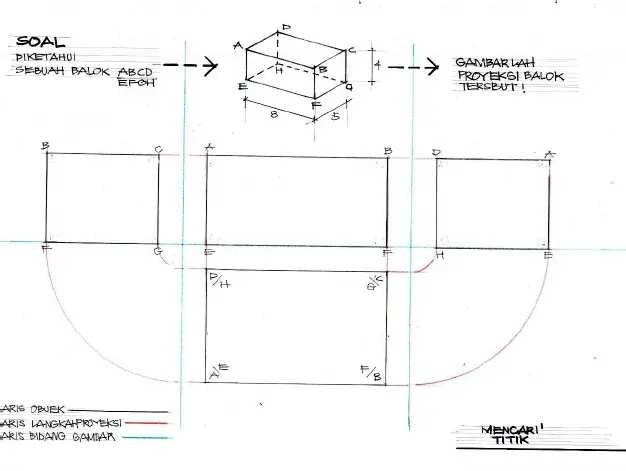 SOAL
DIKETAHUI
SEBUAH BALOK ABCD
EFGH
D
A
C
H
B
E
G
F
4
8
5
GAMBARLAH
PROYEKSI BALOK
TERSBUT!
B C A B D A
F G E F H E
D/H G/C
A/E F/B
ARIS OBJEK
ARIS LANGKAH PROYEKSI
ARIS BIDANG GAMBAR
MENCARI
TITIK